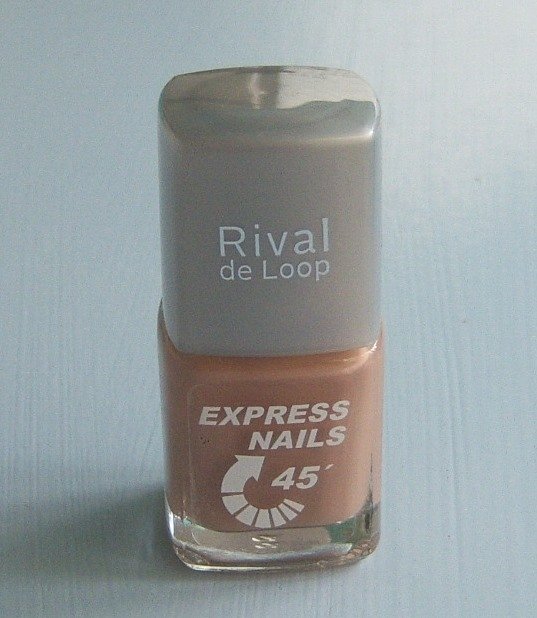 Rival
de Loop
EXPRESS
NAILS
45´